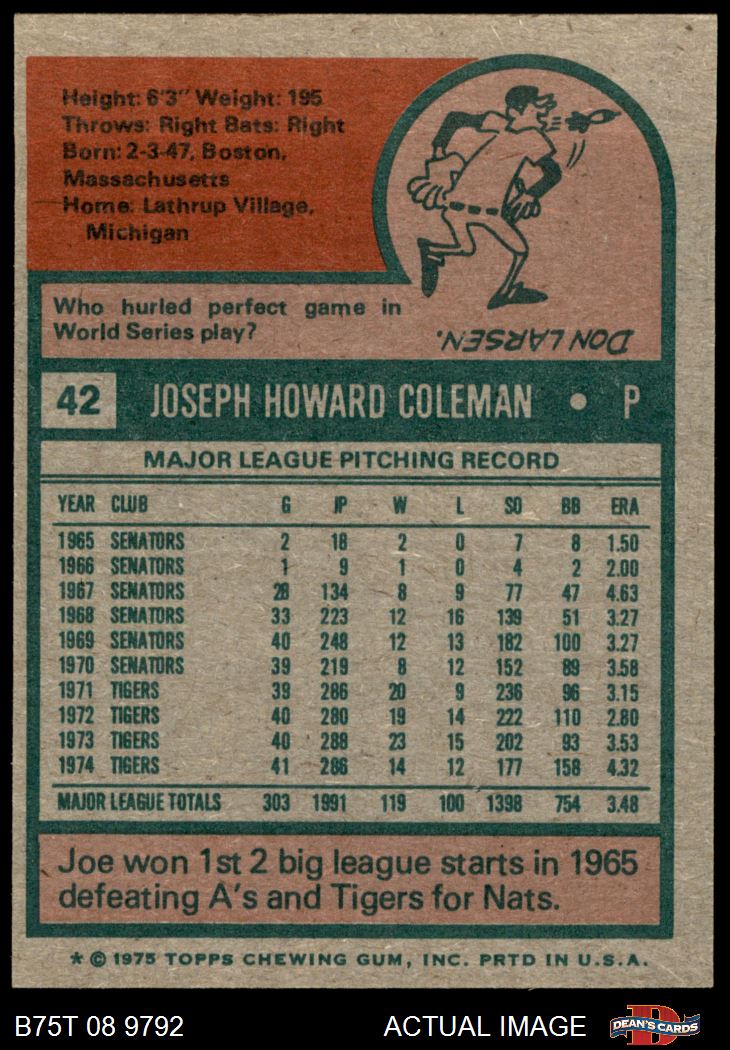 Height: 6'3" Weight: 195
Throws: Right Bats: Right
Born: 2-3-47, Boston,
Massachusetts
Home: Lathrup Village,
Michigan
Who hurled perfect game in
World Series play?
DON LARSEN.
42 JOSEPH HOWARD COLEMAN • P
MAJOR LEAGUE PITCHING RECORD
YEAR CLUB G IP W L SO BB ERA
1965 SENATORS 2 18 2 0 7 8 1.50
1966 SENATORS 1 9 1 0 4 2 2.00
1967 SENATORS 28 134 8 9 77 47 4.63
1968 SENATORS 33 223 12 16 139 51 3.27
1969 SENATORS 40 248 12 13 182 100 3.27
1970 SENATORS 39 219 8 12 152 89 3.58
1971 TIGERS 39 286 20 9 236 96 3.15
1972 TIGERS 40 280 19 14 222 110 2.80
1973 TIGERS 40 288 23 15 202 93 3.53
1974 TIGERS 41 286 14 12 177 158 4.32
MAJOR LEAGUE TOTALS 303 1991 119 100 1398 754 3.48
Joe won 1st 2 big league starts in 1965
defeating A's and Tigers for Nats.
* © 1975 TOPPS CHEWING GUM, INC. PRTD IN U.S.A.
B75T 08 9792 ACTUAL IMAGE D DEAN'S CARDS